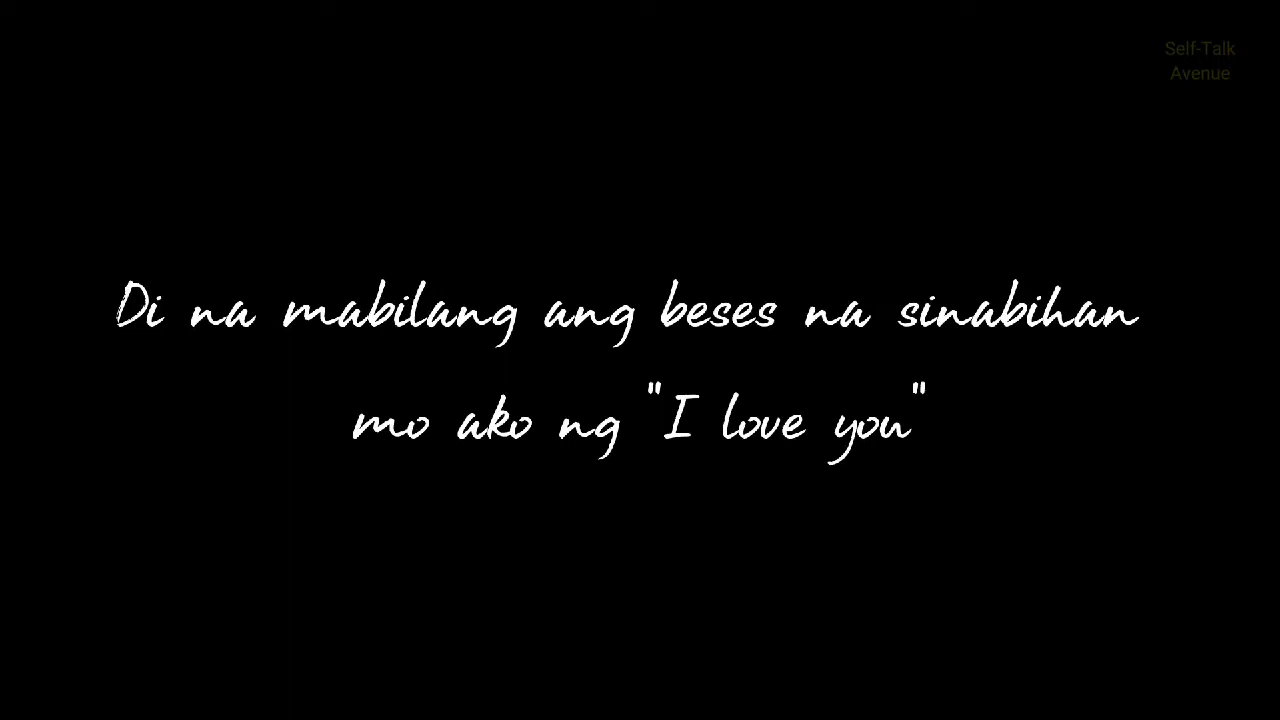 Self-Talk
Avenue
Di na mabilang ang beses na sinabihan
mo ako ng "I love you"